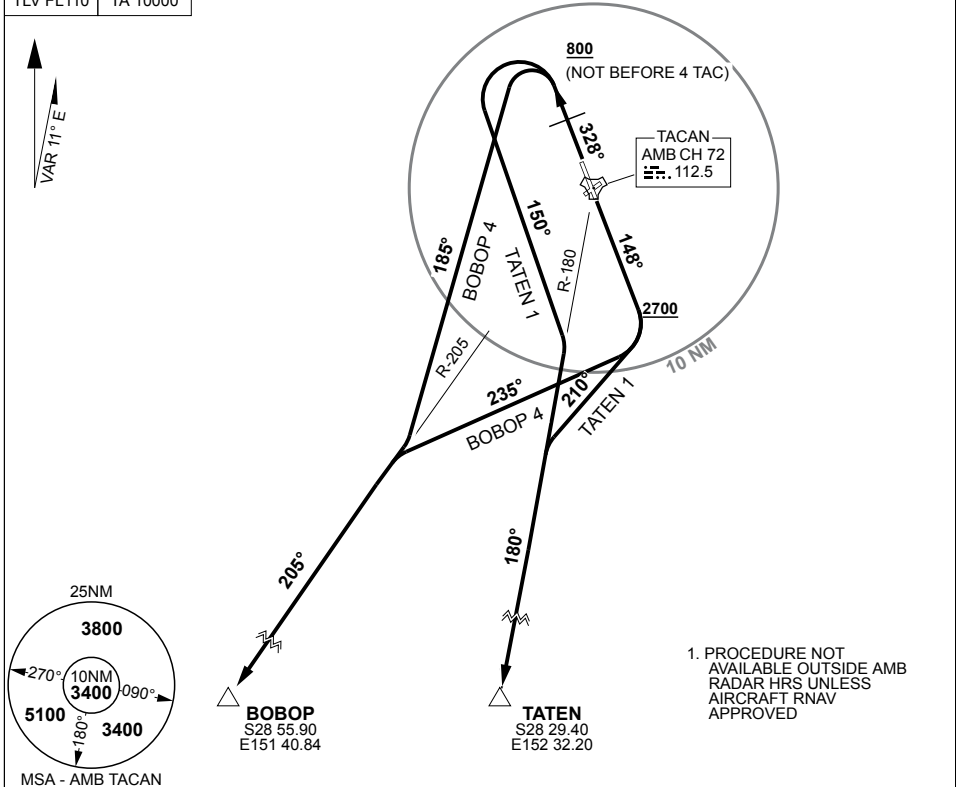 TLV FL110 TA 10000
VAR 11° E
800
(NOT BEFORE 4 TAC)
328°
TACAN
AMB CH 72
112.5
150°
185°
BOBOP 4
TATEN 1
R-180
148°
2700
10 NM
R-205
235°
BOBOP 4
210°
TATEN 1
205°
180°
25NM
3800
270°
10NM
3400
090°
5100
180°
3400
MSA - AMB TACAN
BOBOP
S28 55.90
E151 40.84
TATEN
S28 29.40
E152 32.20
1. PROCEDURE NOT
AVAILABLE OUTSIDE AMB
RADAR HRS UNLESS
AIRCRAFT RNAV
APPROVED